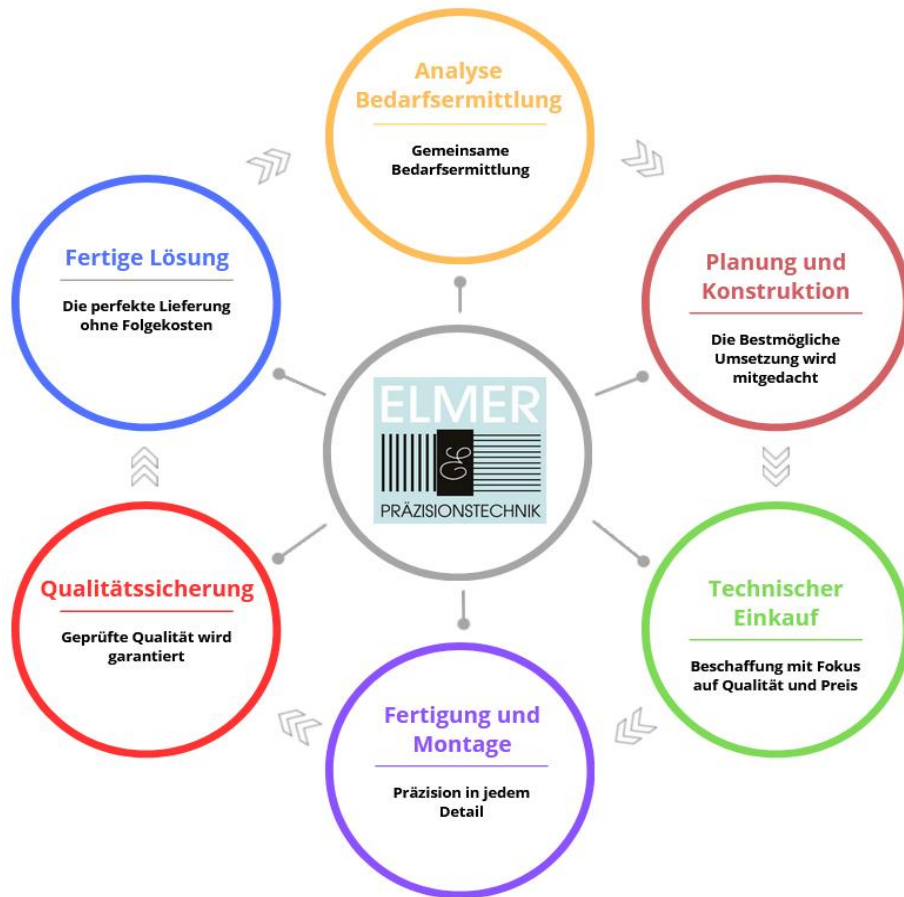 Analyse
Bedarfsermittlung
Gemeinsame
Bedarfsermittlung
Fertige Lösung
Die perfekte Lieferung
ohne Folgekosten
Planung und
Konstruktion
Die Bestmögliche
Umsetzung wird
mitgedacht
ELMER
PRÄZISIONSTECHNIK
Qualitätssicherung
Geprüfte Qualität wird
garantiert
Technischer
Einkauf
Beschaffung mit Fokus
auf Qualität und Preis
Fertigung und
Montage
Präzision in jedem
Detail